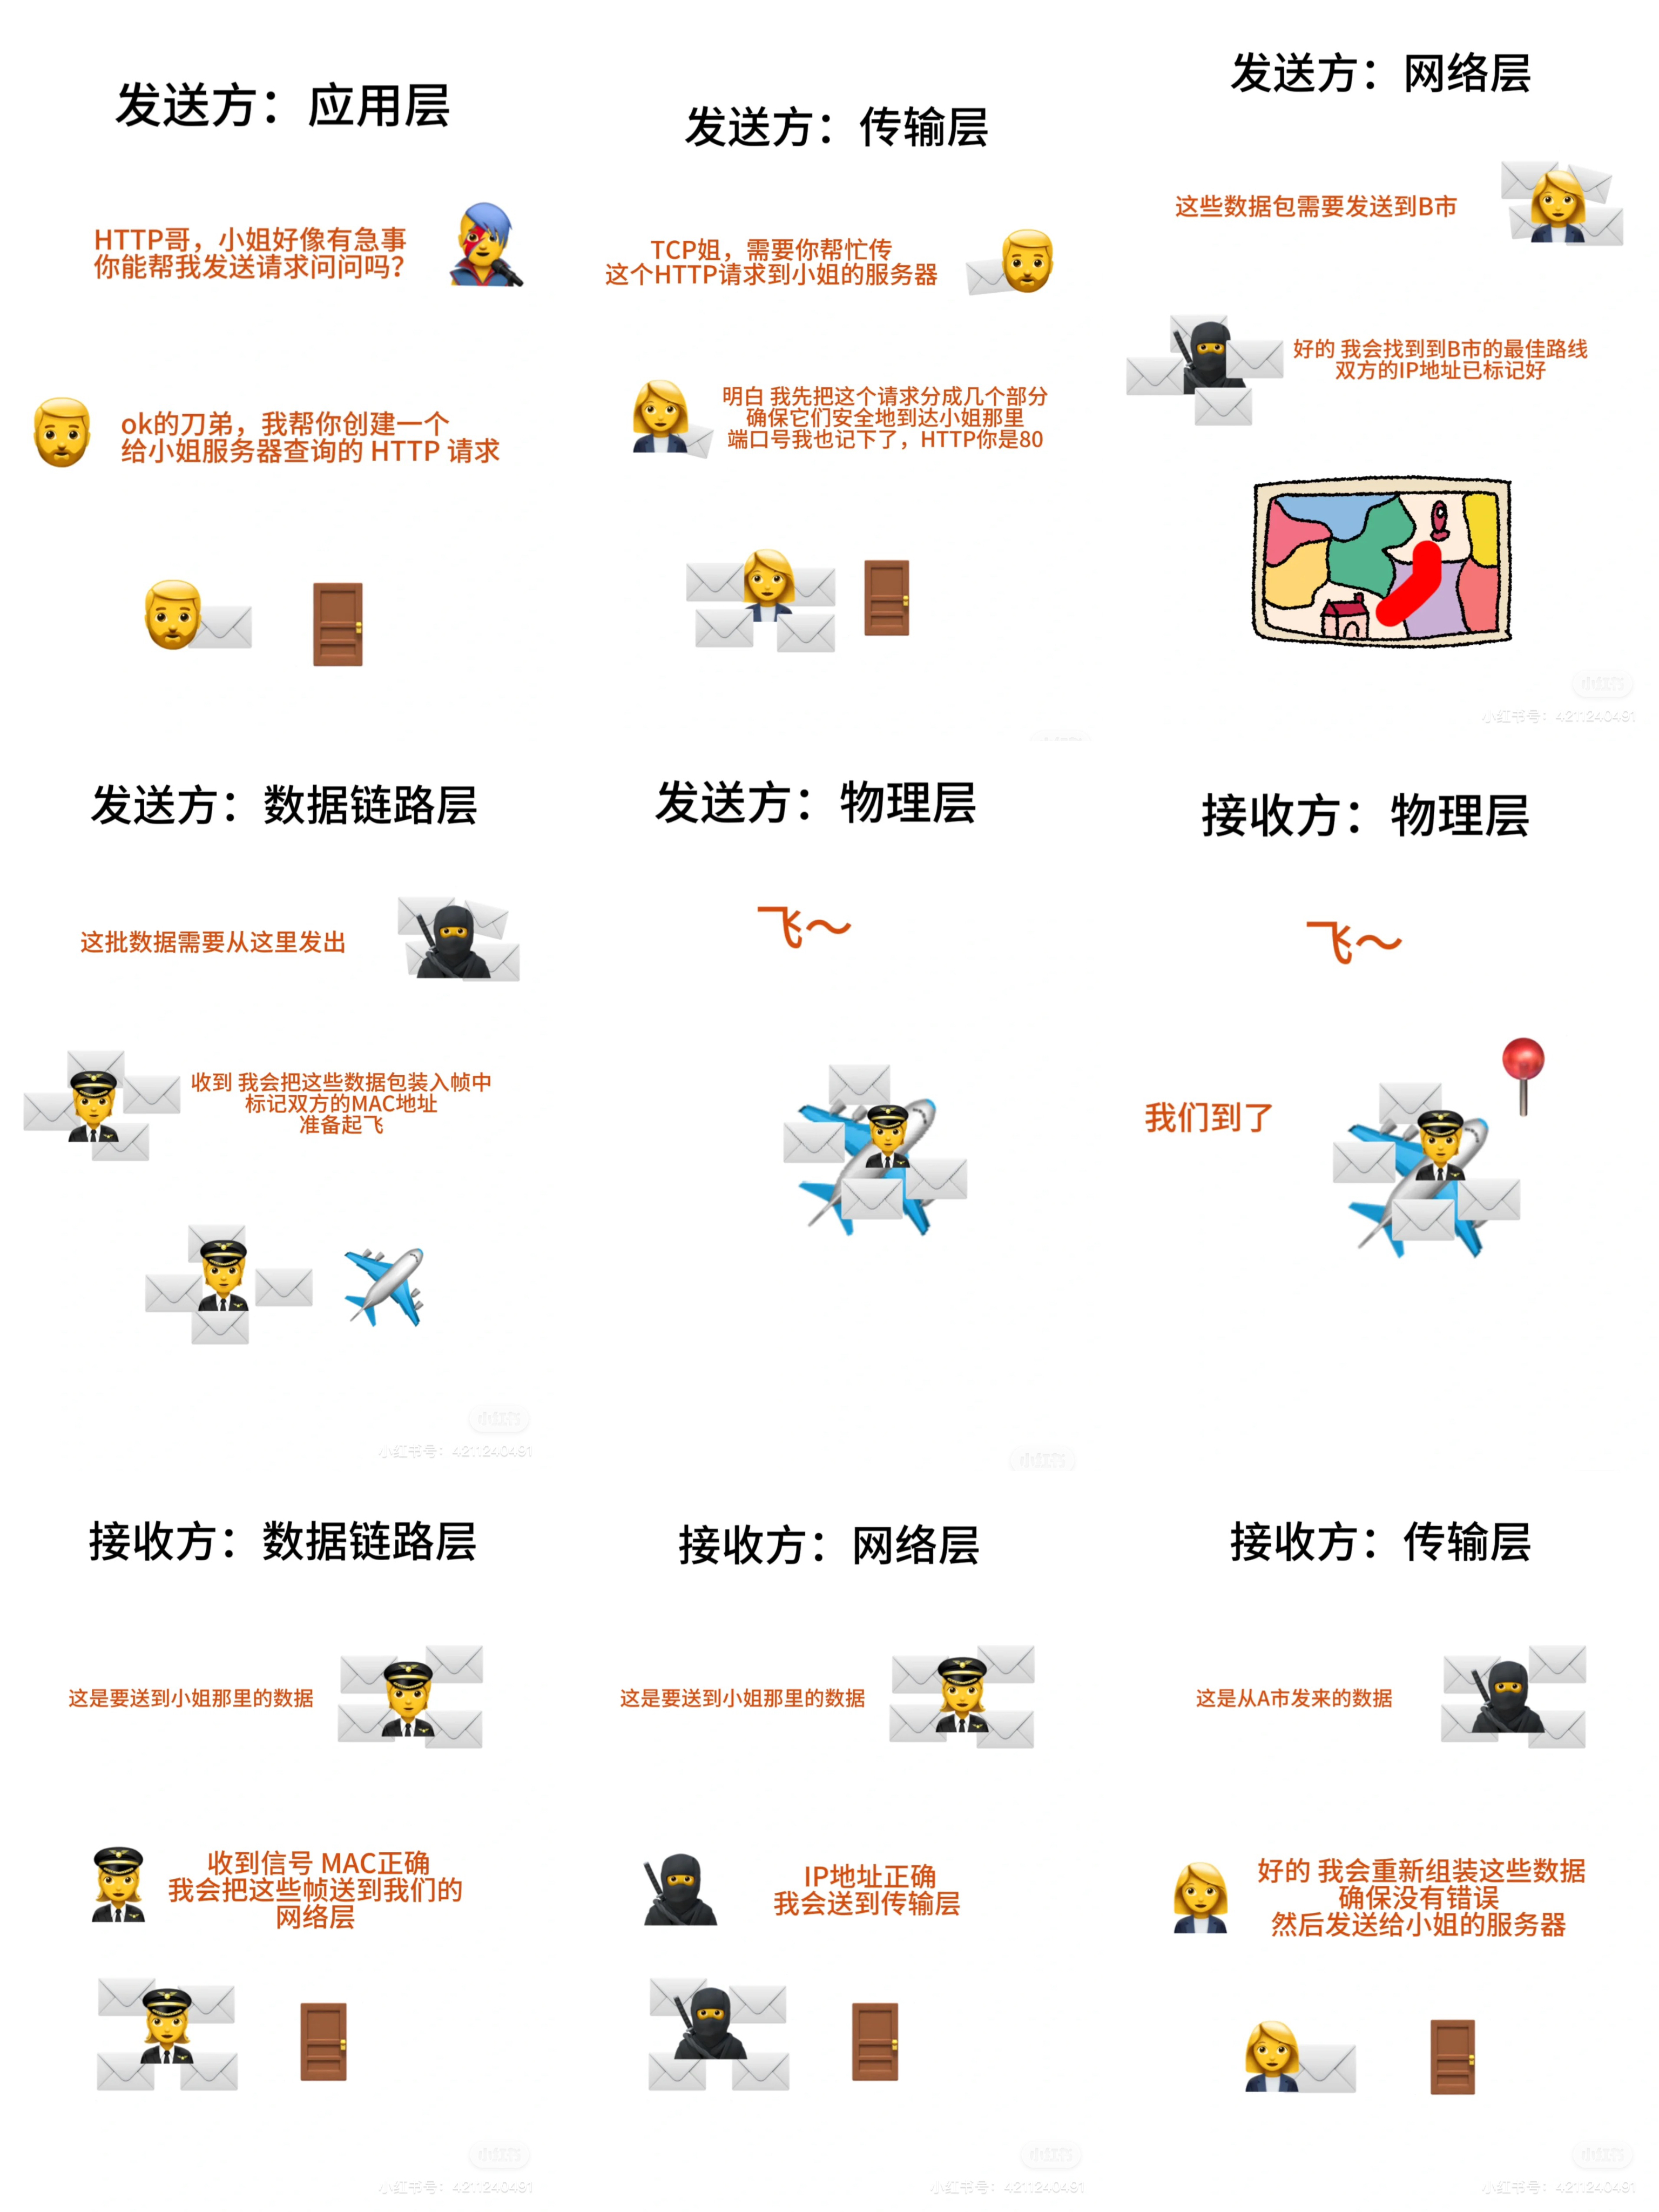 发送方：应用层
HTTP哥，小姐好像有急事
你能帮我发送请求问问吗？
ok的刀弟，我帮你创建一个
给小姐服务器查询的 HTTP 请求
发送方：传输层
TCP姐，需要你帮忙传
这个HTTP请求到小姐的服务器
明白 我先把这个请求分成几个部分
确保它们安全地到达小姐那里
端口号我也记下了，HTTP你是80
发送方：网络层
这些数据包需要发送到B市
好的 我会找到到B市的最佳路线
双方的IP地址已标记好
小红书
小红书号：4211240491
发送方：数据链路层
这批数据需要从这里发出
收到 我会把这些数据包装入帧中
标记双方的MAC地址
准备起飞
小红书
小红书号：4211240491
发送方：物理层
飞～
小红书
接收方：物理层
飞～
我们到了
接收方：数据链路层
这是要送到小姐那里的数据
收到信号 MAC正确
我会把这些帧送到我们的
网络层
小红书
小红书号：4211240491
接收方：网络层
这是要送到小姐那里的数据
IP地址正确
我会送到传输层
小红书
小红书号：4211240491
接收方：传输层
这是从A市发来的数据
好的 我会重新组装这些数据
确保没有错误
然后发送给小姐的服务器
小红书
小红书号：4211240491